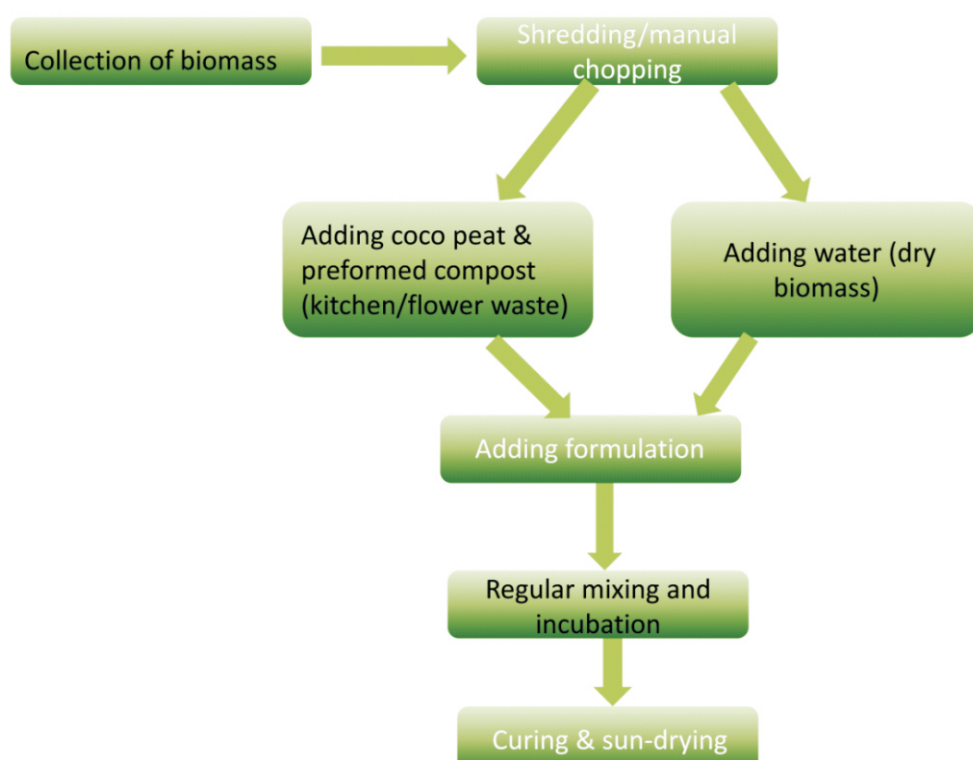 Collection of biomass
Shredding/manual
chopping
Adding coco peat &
preformed compost
(kitchen/flower waste)
Adding water (dry
biomass)
Adding formulation
Regular mixing and
incubation
Curing & sun-drying